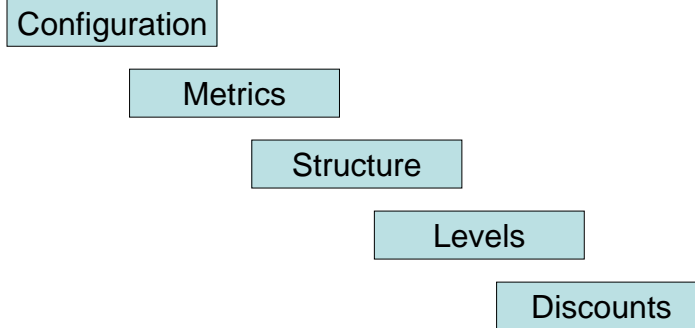 Configuration
Metrics
Structure
Levels
Discounts